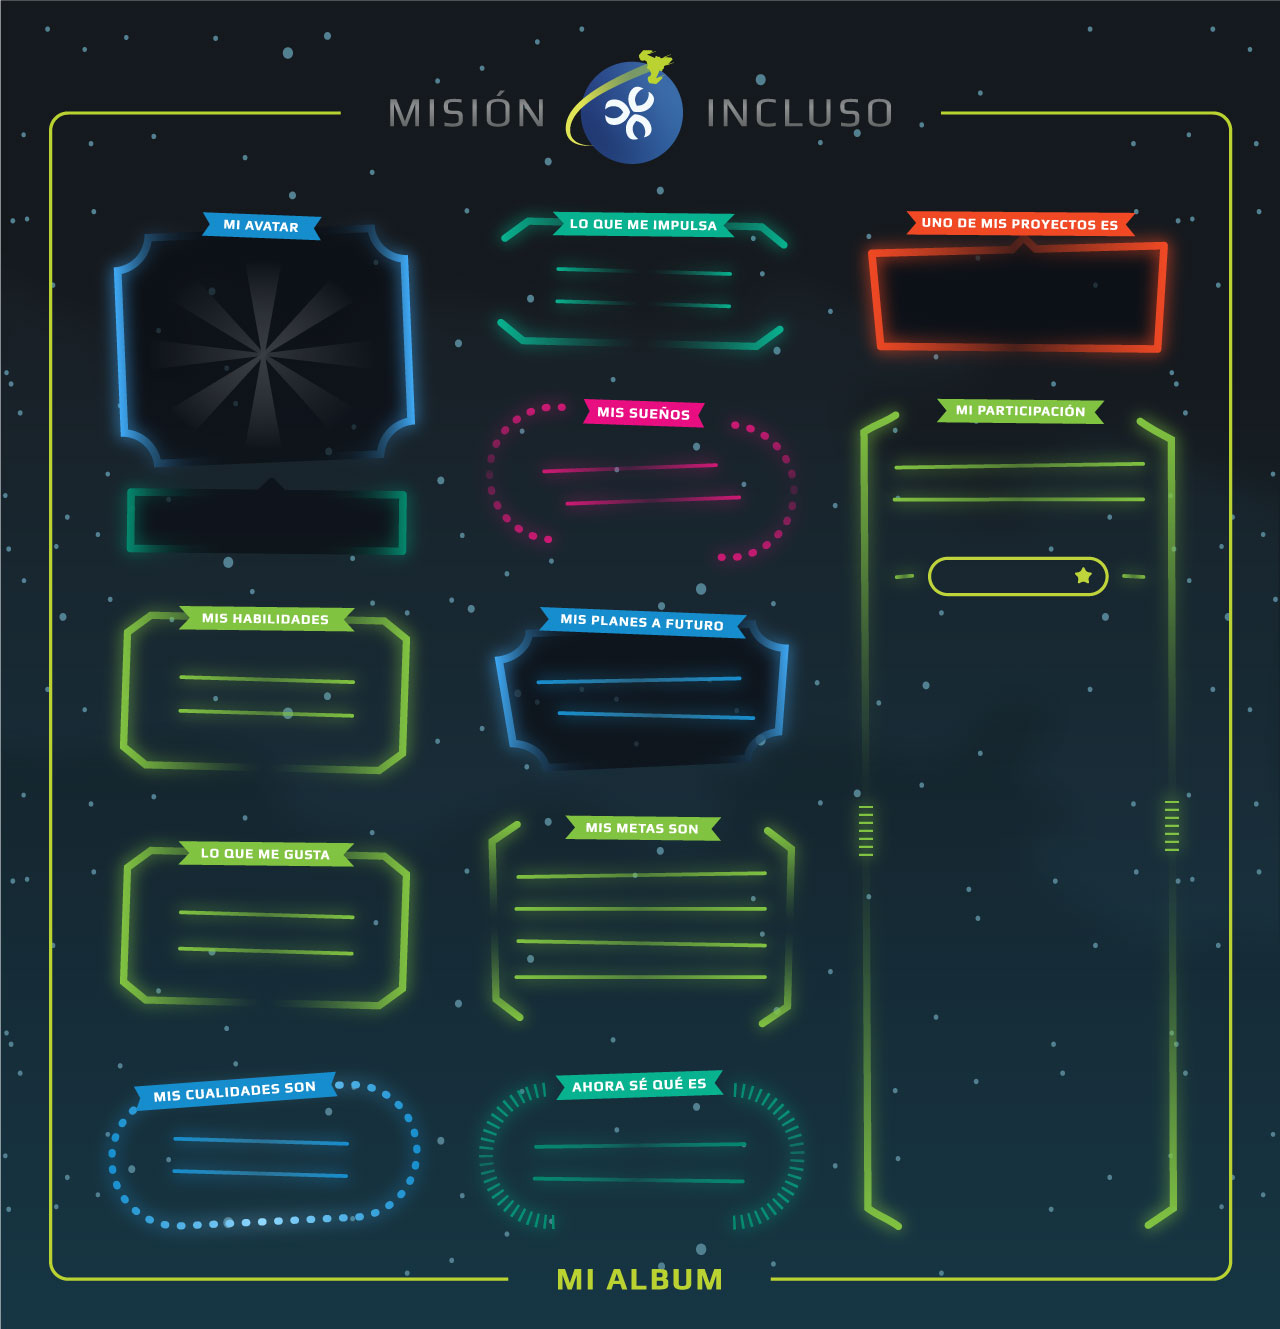 MISIÓN INCLUSO
MI AVATAR
MIS HABILIDADES
LO QUE ME GUSTA
MIS CUALIDADES SON
LO QUE ME IMPULSA
MIS SUEÑOS
MIS PLANES A FUTURO
MIS METAS SON
AHORA SÉ QUÉ ES
UNO DE MIS PROYECTOS ES
MI PARTICIPACIÓN
MI ALBUM